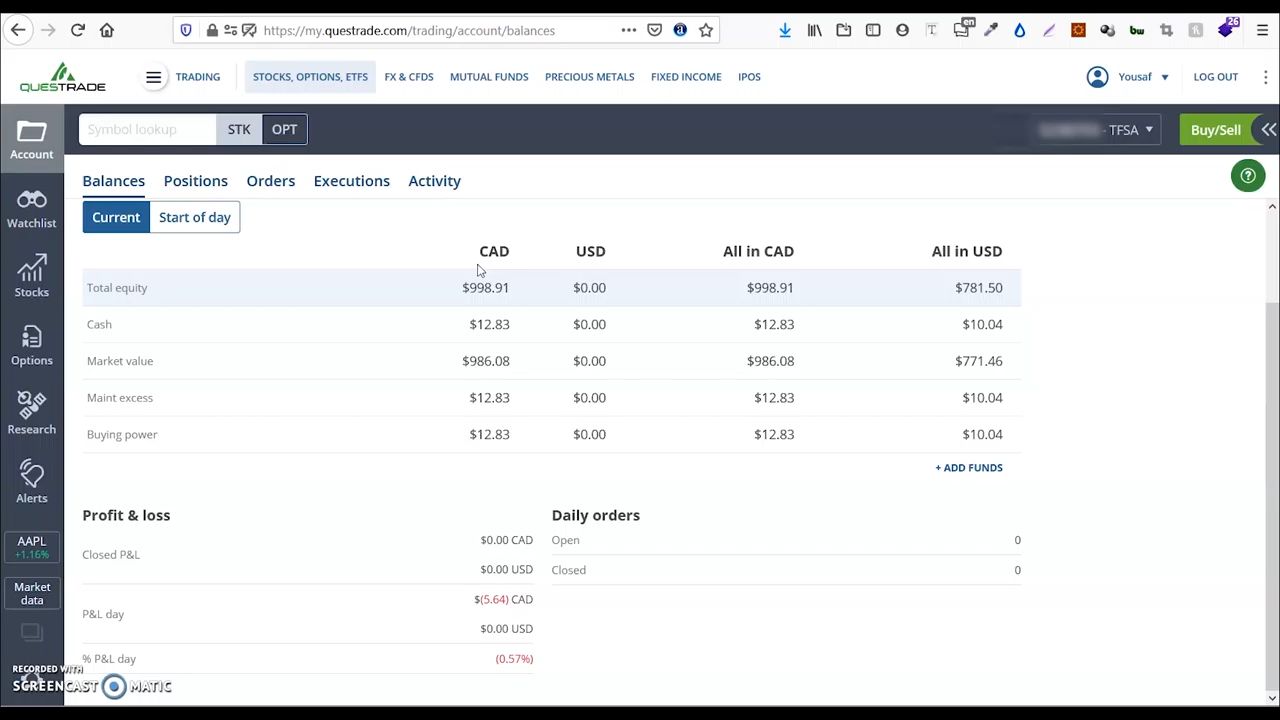 https://my.questrade.com/trading/account/balances
en
T
bw
26
QUESTRADE
TRADING
STOCKS, OPTIONS, ETFS
FX & CFDS
MUTUAL FUNDS
PRECIOUS METALS
FIXED INCOME
IPOS
Yousaf
LOG OUT
Account
Symbol lookup
STK
OPT
- TFSA
Buy/Sell
Balances
Positions
Orders
Executions
Activity
Watchlist
Current
Start of day
CAD USD All in CAD All in USD
Total equity $998.91 $0.00 $998.91 $781.50
Cash $12.83 $0.00 $12.83 $10.04
Market value $986.08 $0.00 $986.08 $771.46
Maint excess $12.83 $0.00 $12.83 $10.04
Buying power $12.83 $0.00 $12.83 $10.04
+ ADD FUNDS
Stocks
Options
Research
Alerts
AAPL
+1.16%
Market
data
Profit & loss
Closed P&L
$0.00 CAD
$0.00 USD
P&L day
$(5.64) CAD
$0.00 USD
% P&L day (0.57%)
Daily orders
Open 0
Closed 0
RECORDED WITH
SCREENCAST MATIC